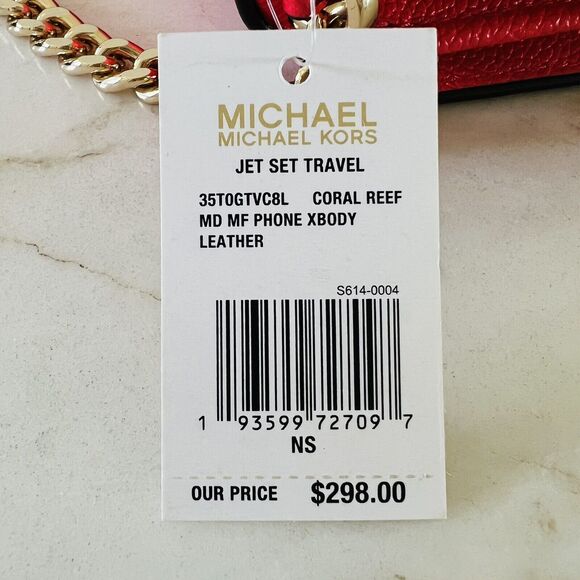 MICHAEL
MICHAEL KORS
JET SET TRAVEL
35T0GTVC8L CORAL REEF
MD MF PHONE XBODY
LEATHER
S614-0004
1 93599 72709 7
NS
OUR PRICE $298.00